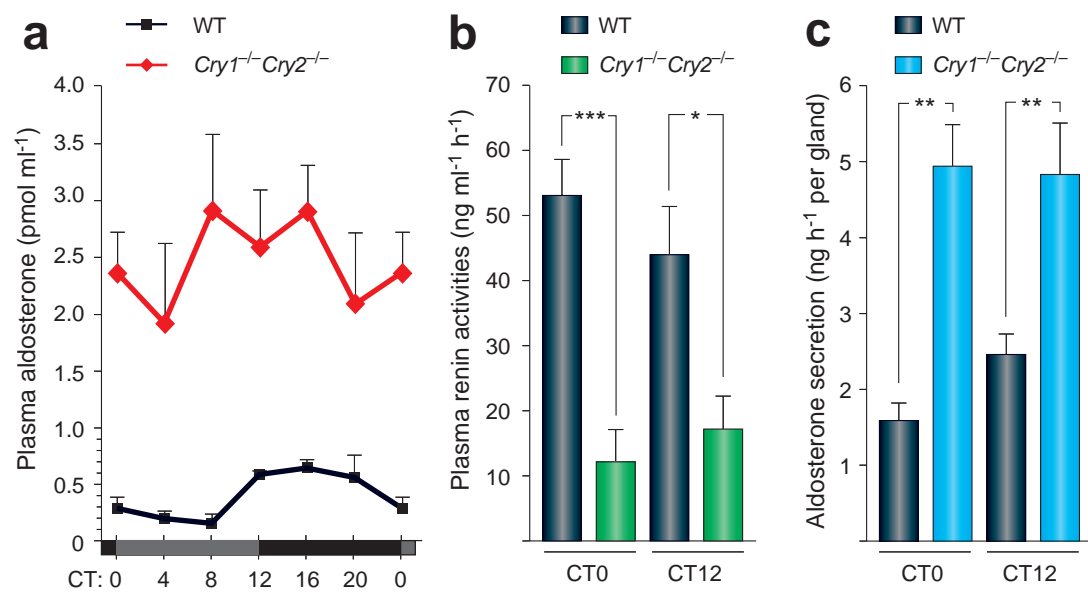 a
WT
Cry1–/–Cry2–/–
Plasma aldosterone (pmol ml-1)
4.0
3.5
3.0
2.5
2.0
1.5
1.0
0.5
0
CT: 0 4 8 12 16 20 0
b
WT
Cry1–/–Cry2–/–
Plasma renin activities (ng ml-1 h-1)
70
60
50
40
30
20
10
***
*
CT0 CT12
c
WT
Cry1–/–Cry2–/–
Aldosterone secretion (ng h-1 per gland)
6
5
4
3
2
1
**
**
CT0 CT12